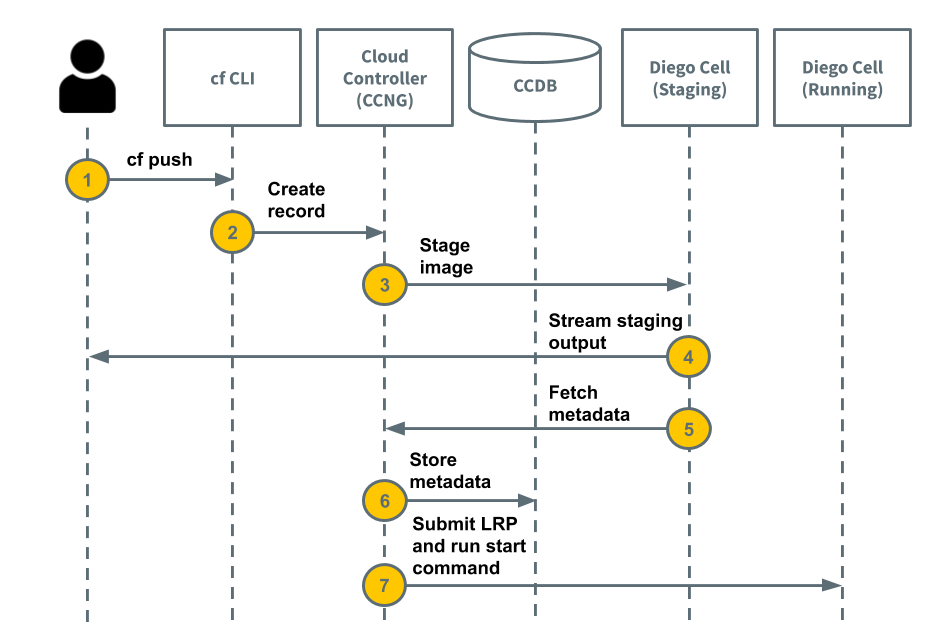 cf CLI
Cloud
Controller
(CCNG)
CCDB
Diego Cell
(Staging)
Diego Cell
(Running)
cf push
1
Create
record
2
Stage
image
3
Stream staging
output
4
Fetch
metadata
5
Store
metadata
6
Submit LRP
and run start
command
7